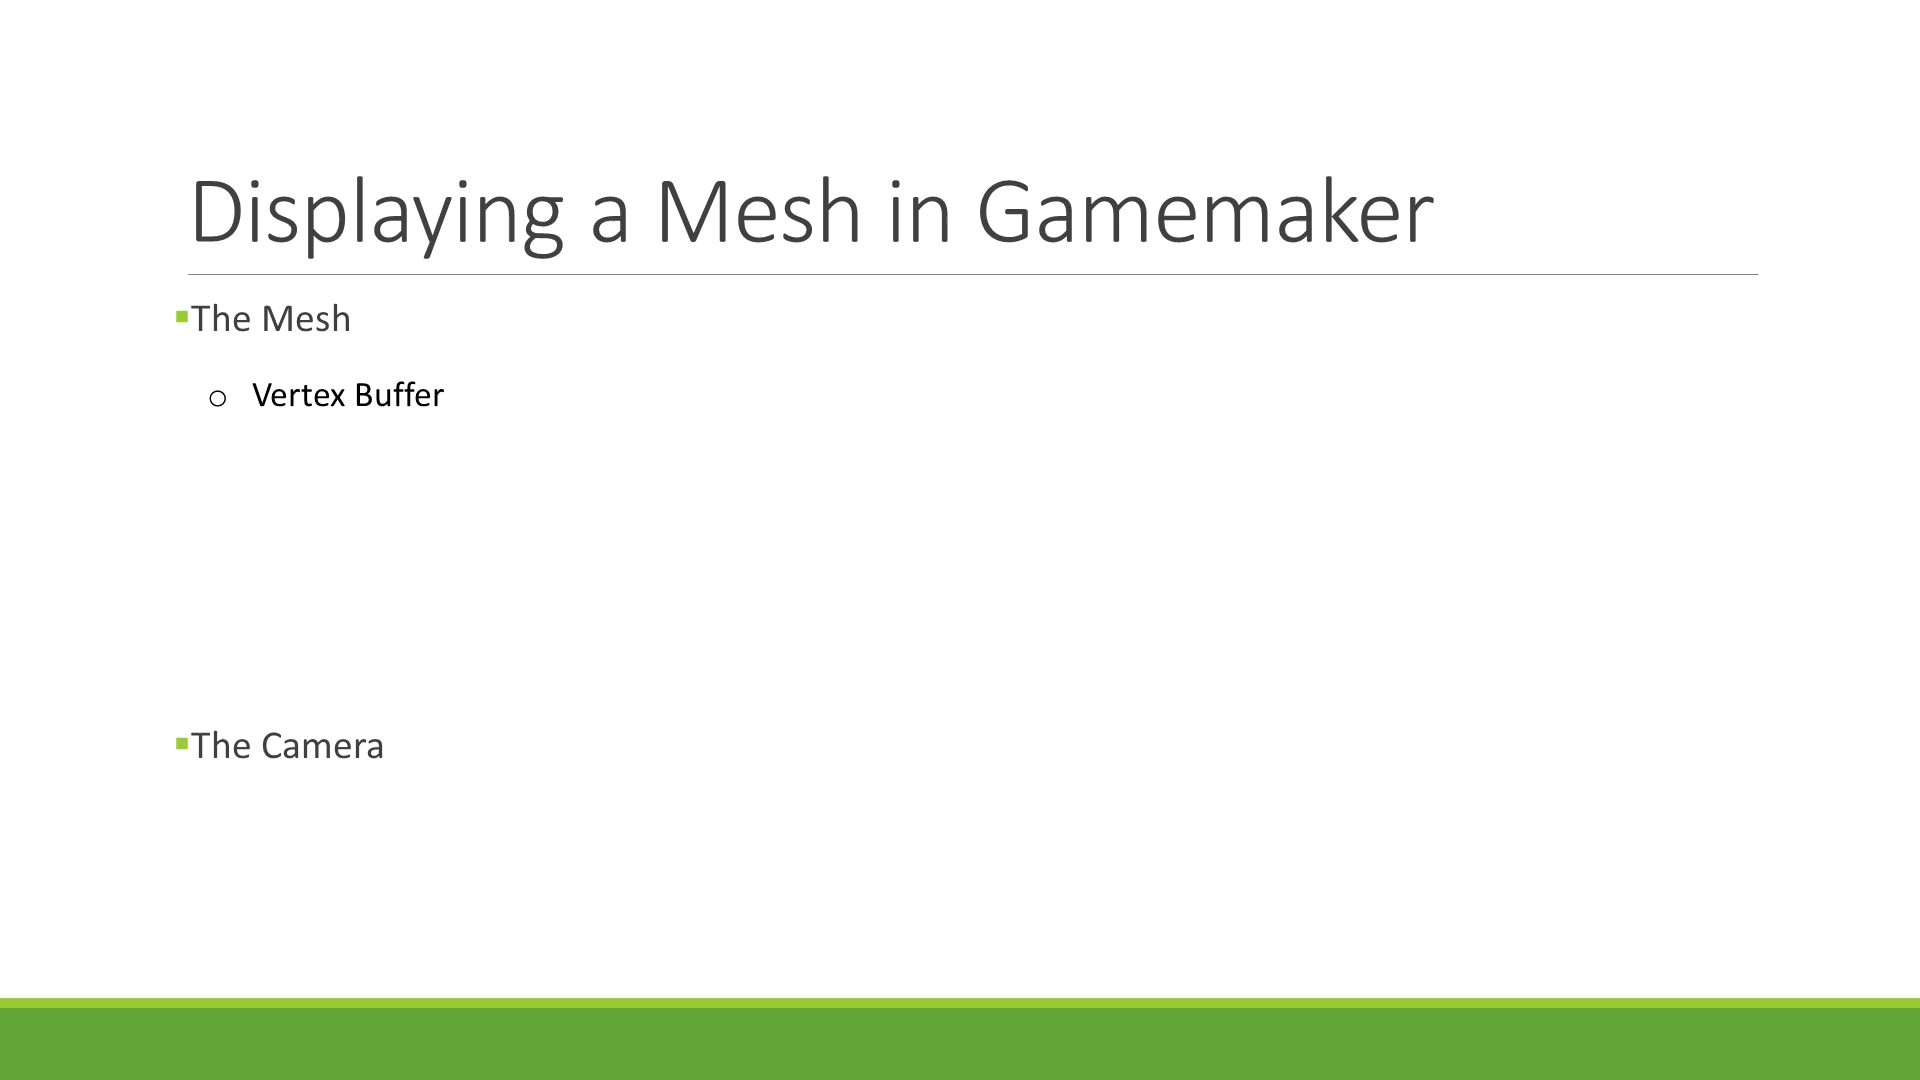 Displaying a Mesh in Gamemaker
▪The Mesh
o Vertex Buffer
▪The Camera